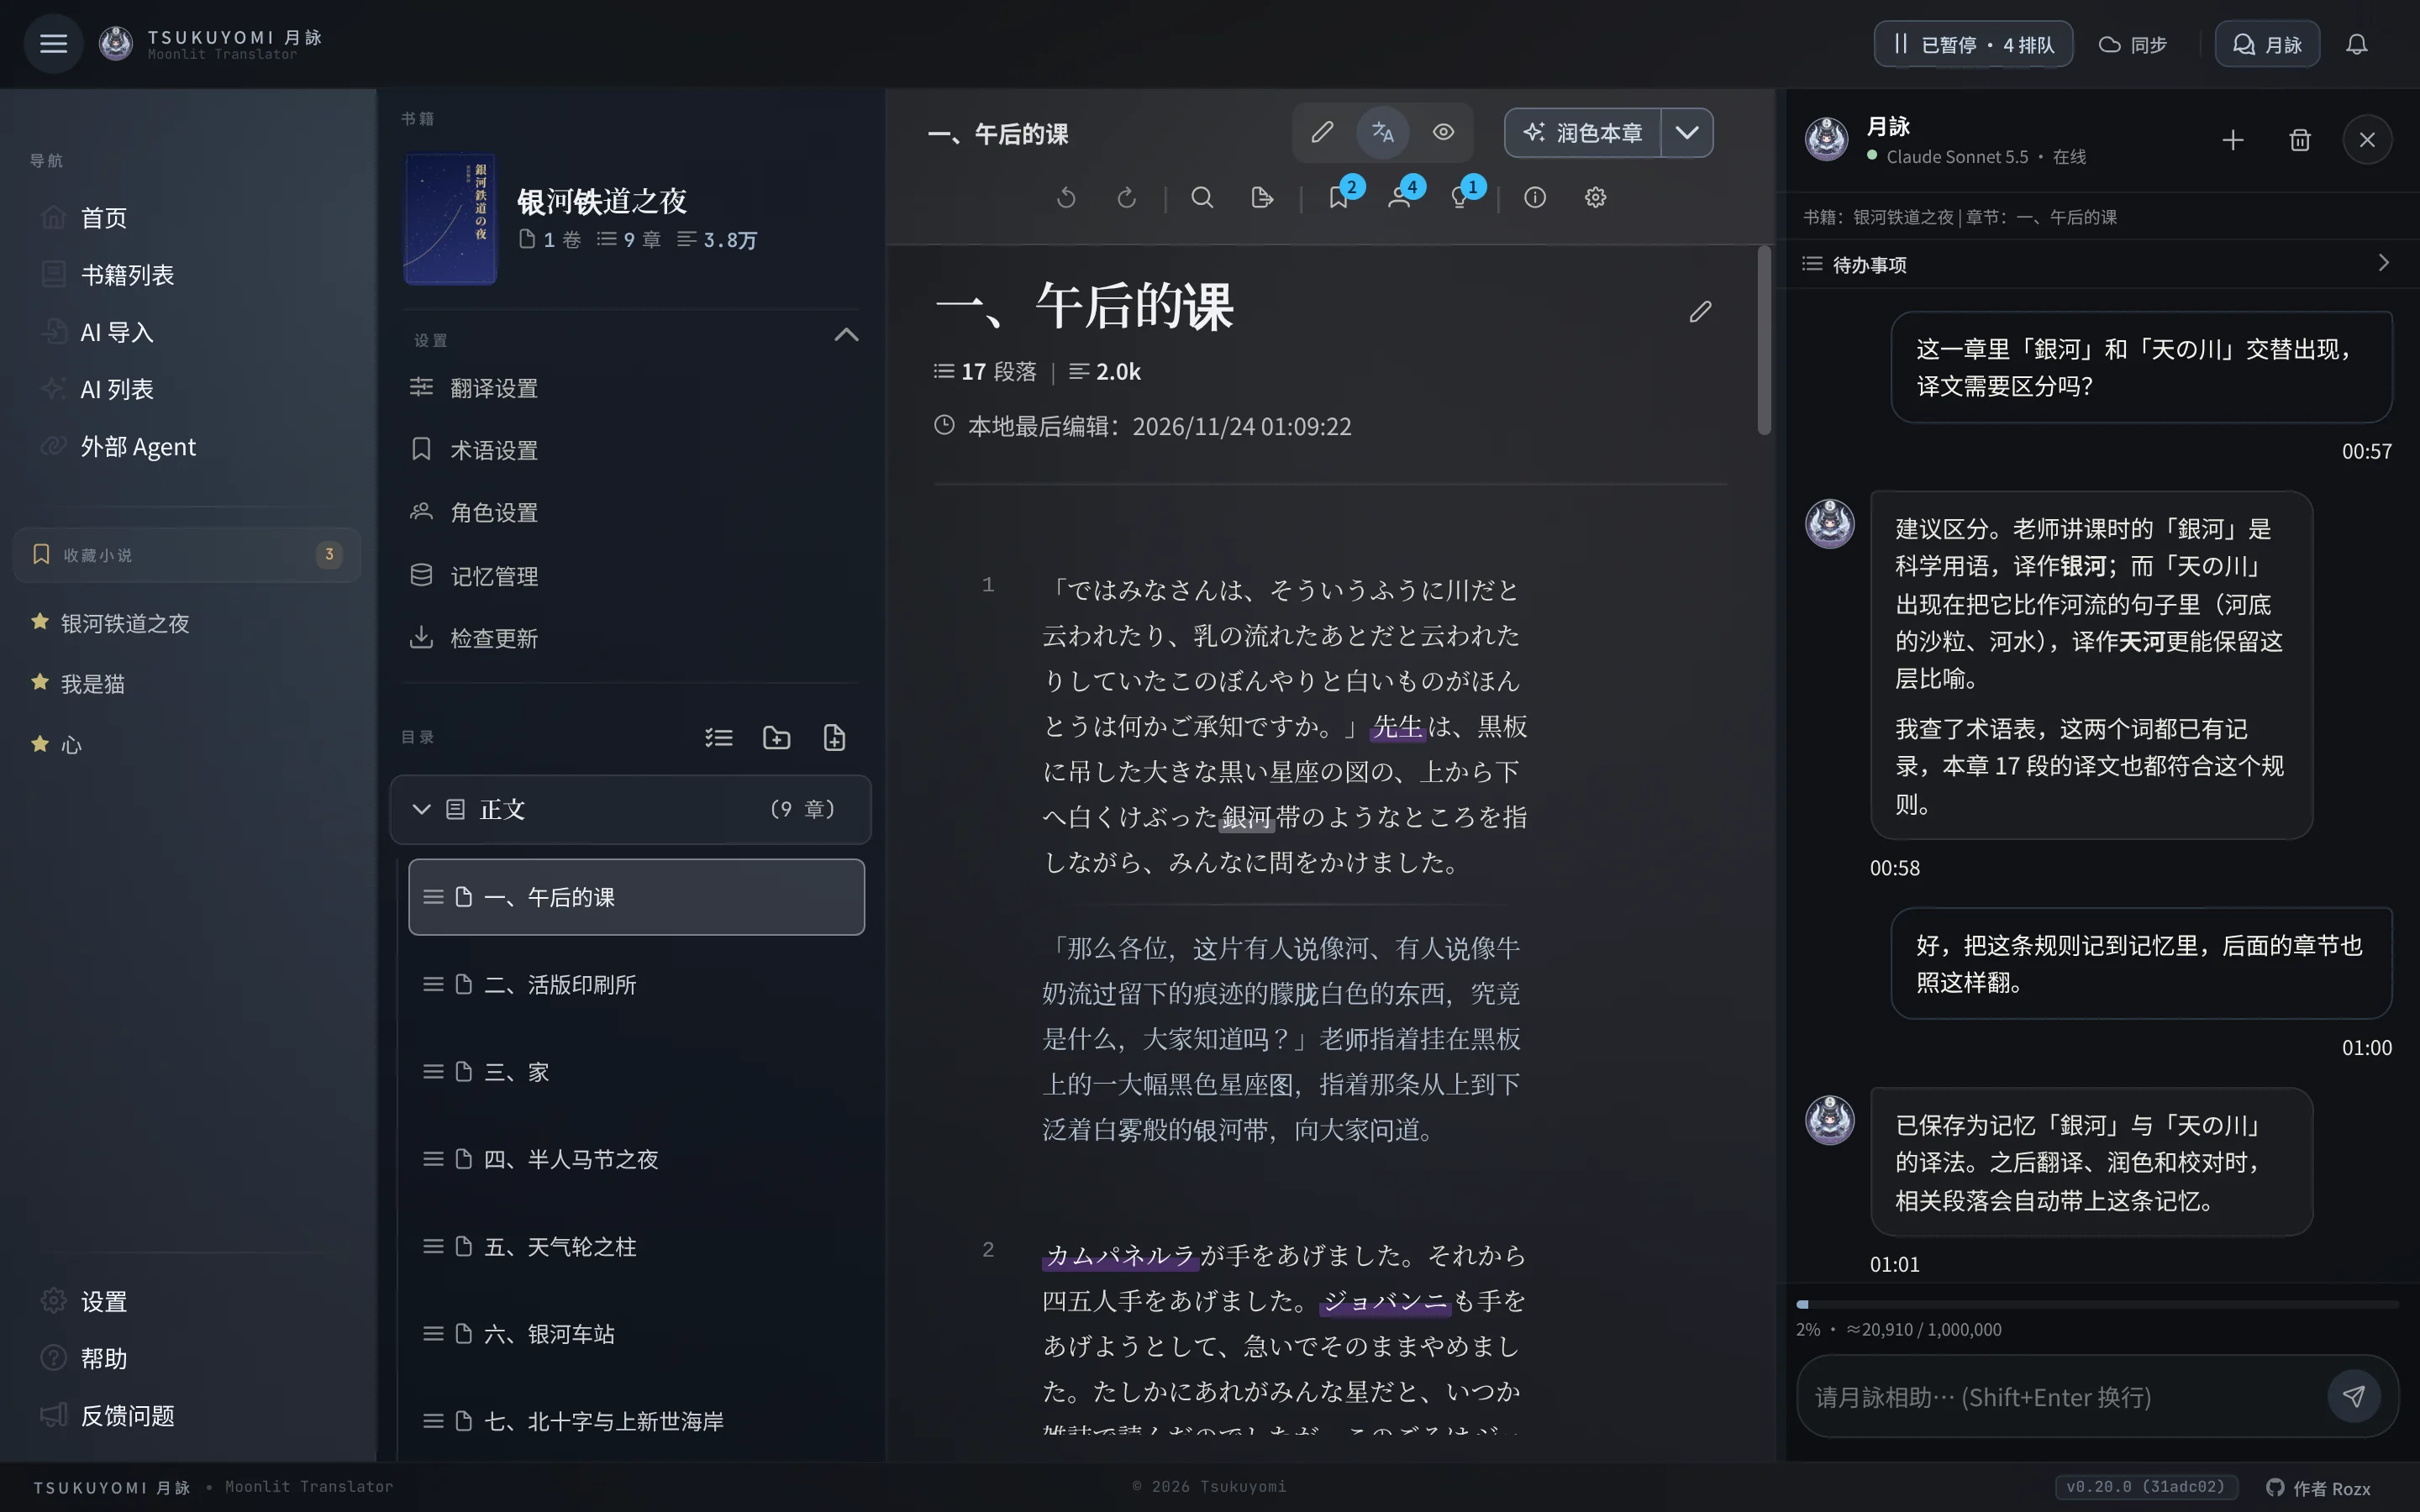 TSUKUYOMI 月詠
Moonlit Translator
已暂停 • 4 排队
同步
月詠
导航
首页
书籍列表
AI 导入
AI 列表
外部 Agent
收藏小说
3
银河铁道之夜
我是猫
心
设置
帮助
反馈问题
书籍
銀河鉄道の夜
银河铁道之夜
1 卷 9 章 3.8万
设置
翻译设置
术语设置
角色设置
记忆管理
检查更新
目录
正文
(9 章)
一、午后的课
二、活版印刷所
三、家
四、半人马节之夜
五、天气轮之柱
六、银河车站
七、北十字与上新世海岸
一、午后的课
润色本章
2
4
1
一、午后的课
17 段落 | 2.0k
本地最后编辑：2026/11/24 01:09:22
1
「ではみなさんは、そういうふうに川だと
云われたり、乳の流れたあとだと云われた
りしていたこのぼんやりと白いものがほん
とうは何かご承知ですか。」先生は、黒板
に吊した大きな黒い星座の図の、上から下
へ白くけぶった銀河帯のようなところを指
しながら、みんなに問をかけました。
「那么各位，这片有人说像河、有人说像牛
奶流过留下的痕迹的朦胧白色的东西，究竟
是什么，大家知道吗？」老师指着挂在黑板
上的一大幅黑色星座图，指着那条从上到下
泛着白雾般的银河带，向大家问道。
2
カムパネルラが手をあげました。それから
四五人手をあげました。ジョバンニも手を
あげようとして、急いでそのままやめまし
た。たしかにあれがみんな星だと、いつか
雑誌で読んだのでしたが、このごろはジョ
月詠
Claude Sonnet 5.5 • 在线
书籍：银河铁道之夜 | 章节：一、午后的课
待办事项
这一章里「銀河」和「天の川」交替出现，
译文需要区分吗？
00:57
建议区分。老师讲课时的「銀河」是
科学用语，译作银河；而「天の川」
出现在把它比作河流的句子里（河底
的沙粒、河水），译作天河更能保留这
层比喻。
我查了术语表，这两个词都已有记
录，本章 17 段的译文也都符合这个规
则。
00:58
好，把这条规则记到记忆里，后面的章节也
照这样翻。
01:00
已保存为记忆「銀河」与「天の川」
的译法。之后翻译、润色和校对时，
相关段落会自动带上这条记忆。
01:01
2% • ≈20,910 / 1,000,000
请月詠相助… (Shift+Enter 换行)
TSUKUYOMI 月詠 • Moonlit Translator
© 2026 Tsukuyomi
v0.20.0 (31adc02)
作者 Rozx